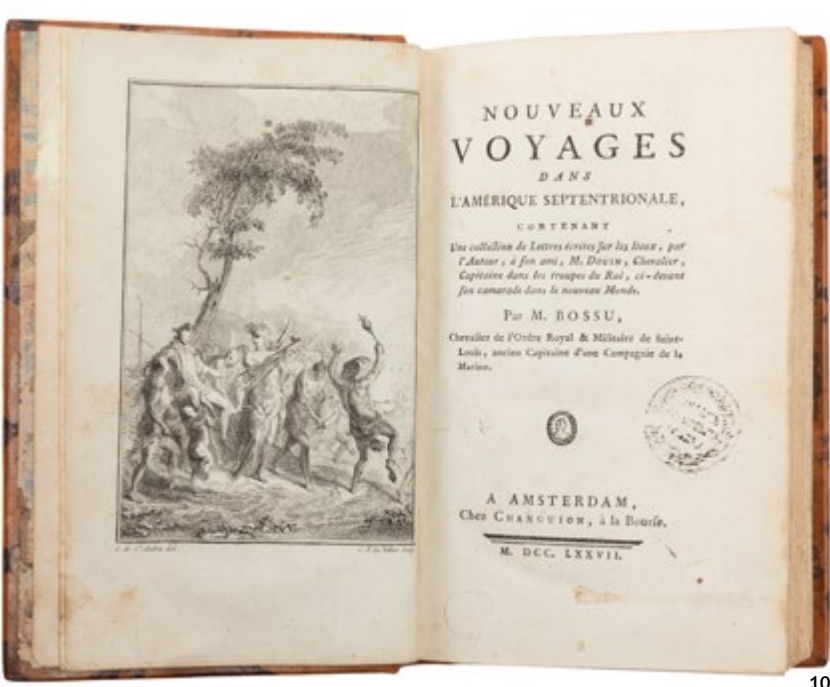 NOUVEAUX
VOYAGES
DANS
L'AMÉRIQUE SEPTENTRIONALE,
CONTENANT
Une collection de Lettres écrites sur les lieux, par
l'Auteur, à son ami, M. DOUIN, Chevalier,
Capitaine dans les troupes du Roi, ci-devant
son camarade dans le nouveau Monde.
Par M. BOSSU,
Chevalier de l'Ordre Royal & Militaire de Saint-
Louis, ancien Capitaine d'une Compagnie de la
Marine.
A AMSTERDAM,
Chez CHANGUION, à la Bourse.
M. DCC. LXXVII.
10